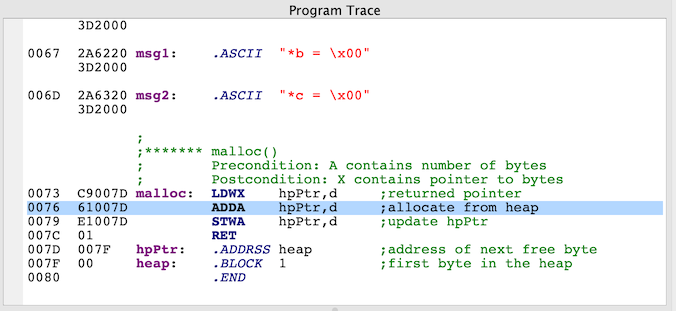 Program Trace
3D2000
0067 2A6220 msg1: .ASCII "*b = \x00"
3D2000
006D 2A6320 msg2: .ASCII "*c = \x00"
3D2000
;
;******* malloc()
; Precondition: A contains number of bytes
; Postcondition: X contains pointer to bytes
0073 C9007D malloc: LDWX hpPtr,d ;returned pointer
0076 61007D ADDA hpPtr,d ;allocate from heap
0079 E1007D STWA hpPtr,d ;update hpPtr
007C 01 RET
007D 007F hpPtr: .ADDRSS heap ;address of next free byte
007F 00 heap: .BLOCK 1 ;first byte in the heap
0080 .END